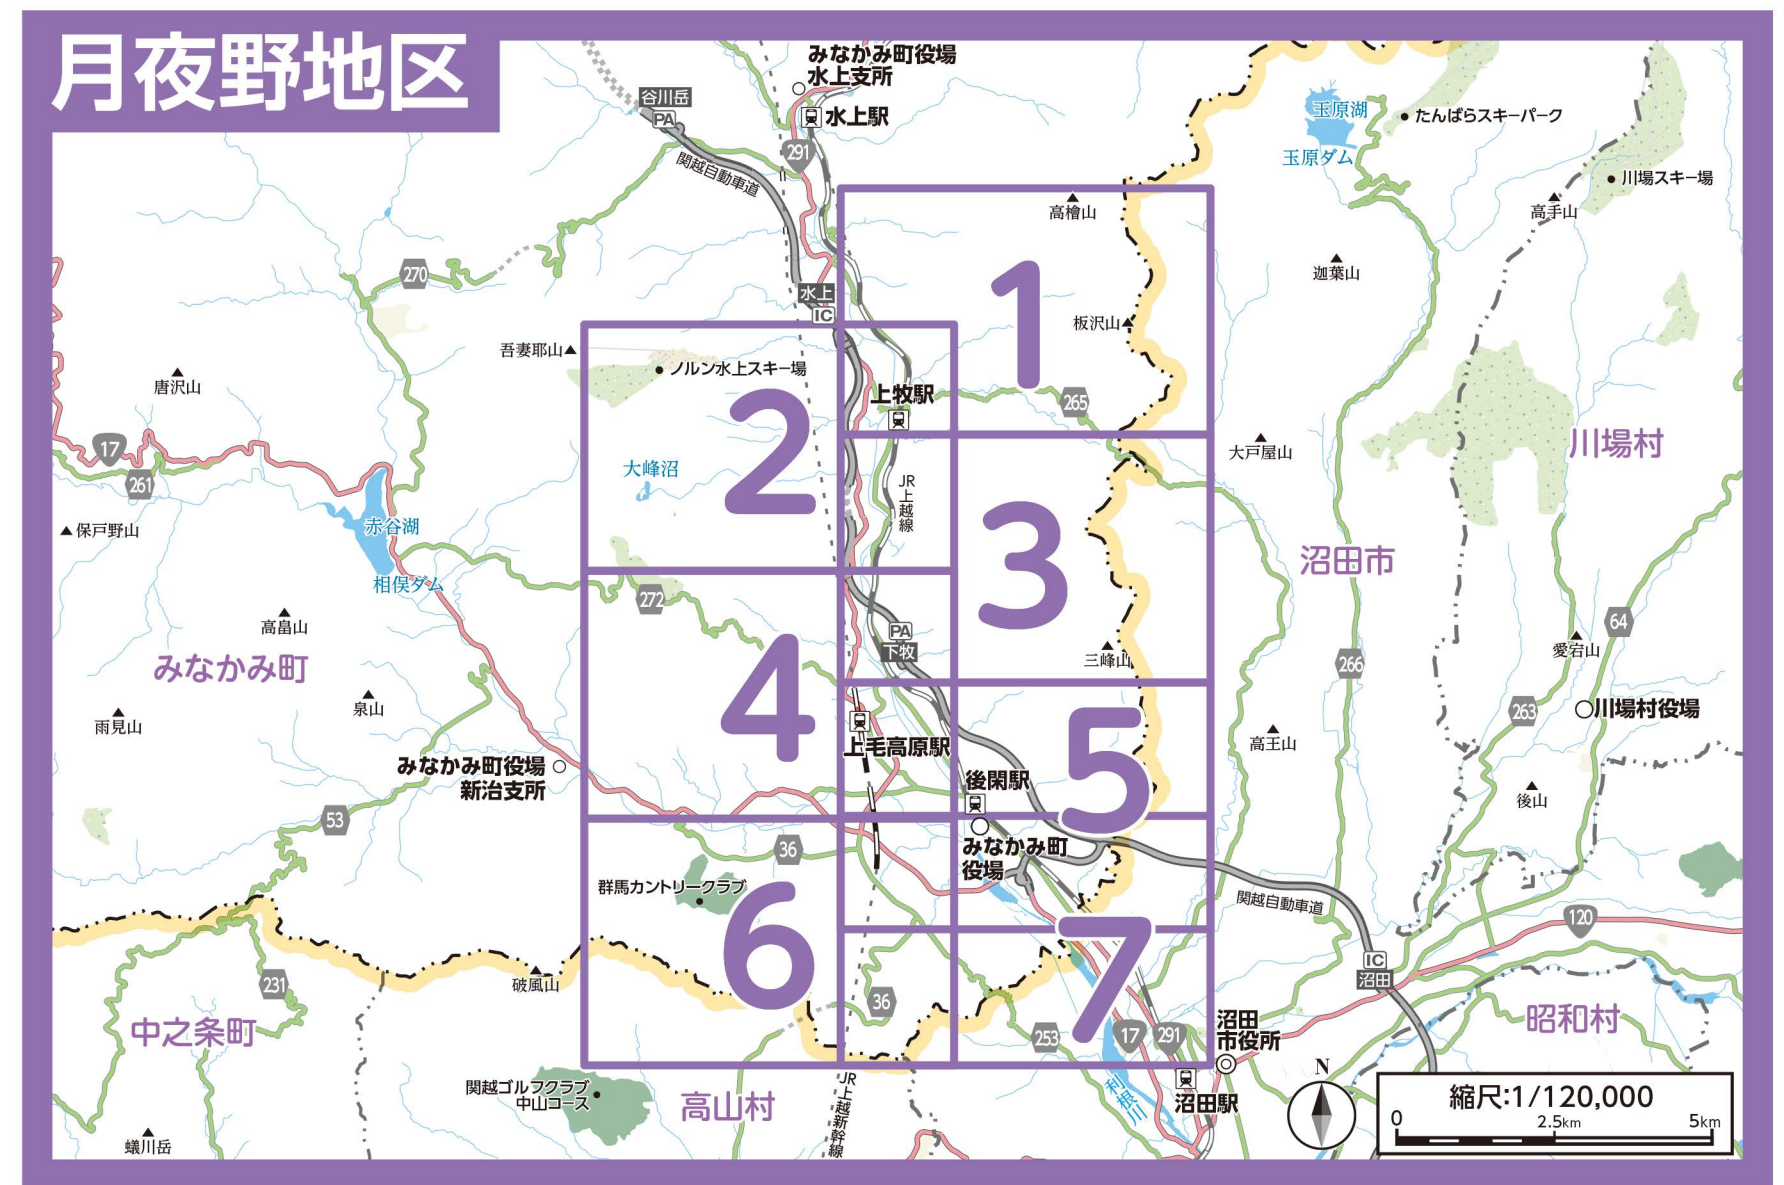 月夜野地区
みなかみ町役場
水上支所
水上駅
谷川岳
PA
関越自動車道
291
玉原湖
玉原ダム
たんばらスキーパーク
川場スキー場
高手山
高檜山
迦葉山
1
270
水上
IC
板沢山
吾妻耶山
ノルン水上スキー場
唐沢山
2
上牧駅
265
17
261
大峰沼
JR上越線
大戸屋山
川場村
保戸野山
赤谷湖
相俣ダム
3
沼田市
272
高畠山
みなかみ町
PA
下牧
三峰山
64
愛宕山
266
4
泉山
雨見山
上毛高原駅
5
263
川場村役場
高王山
みなかみ町役場
新治支所
後閑駅
後山
53
36
みなかみ町
役場
群馬カントリークラブ
6
関越自動車道
120
7
IC
沼田
破風山
231
36
253
17
291
中之条町
沼田
市役所
昭和村
関越ゴルフクラブ
中山コース
高山村
JR上越新幹線
利根川
沼田駅
蟻川岳
N
縮尺:1/120,000
0
2.5km
5km